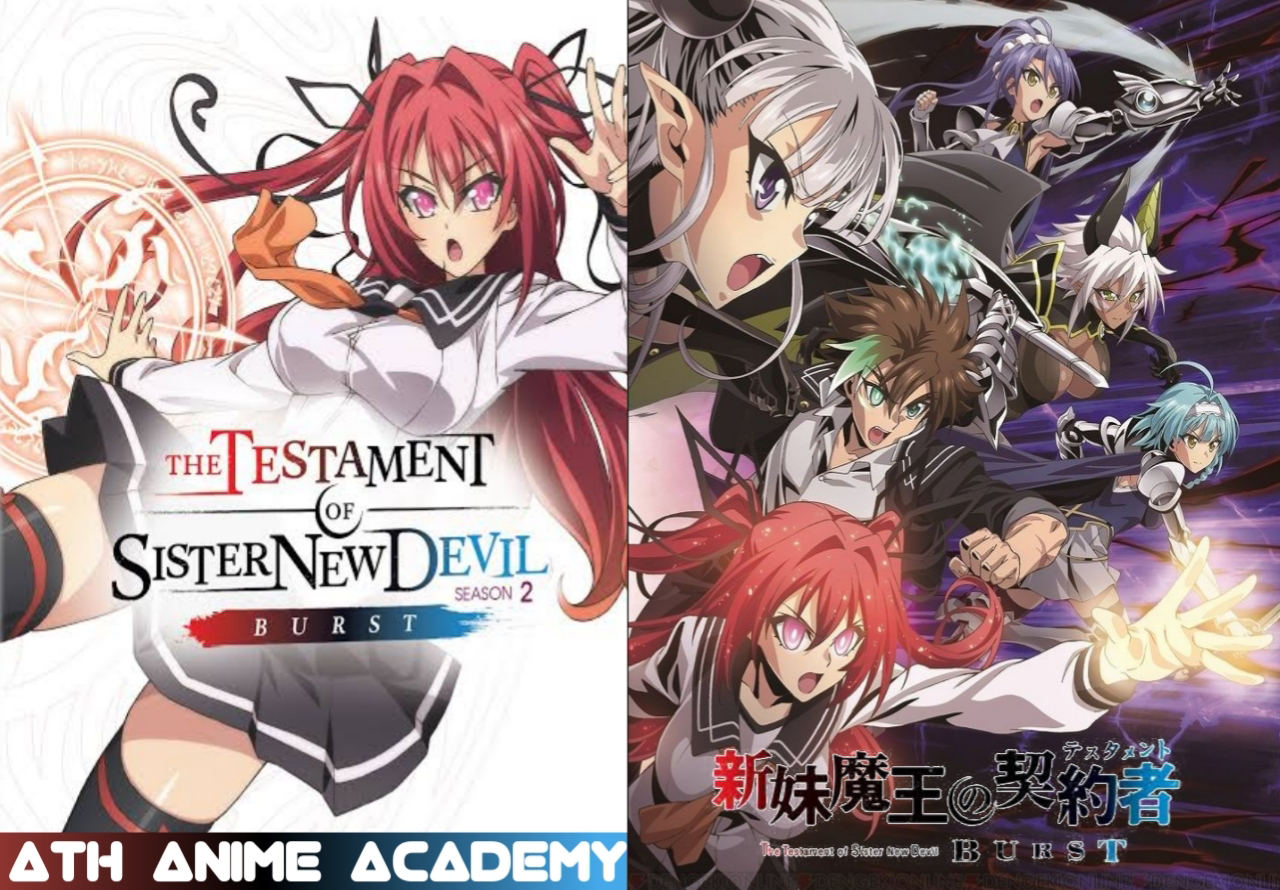 THE TESTAMENT
OF
SISTER NEW DEVIL
SEASON 2
BURST
ATH ANIME ACADEMY
テスタメント
新妹魔王の契約者
The Testament of Sister New Devil BURST